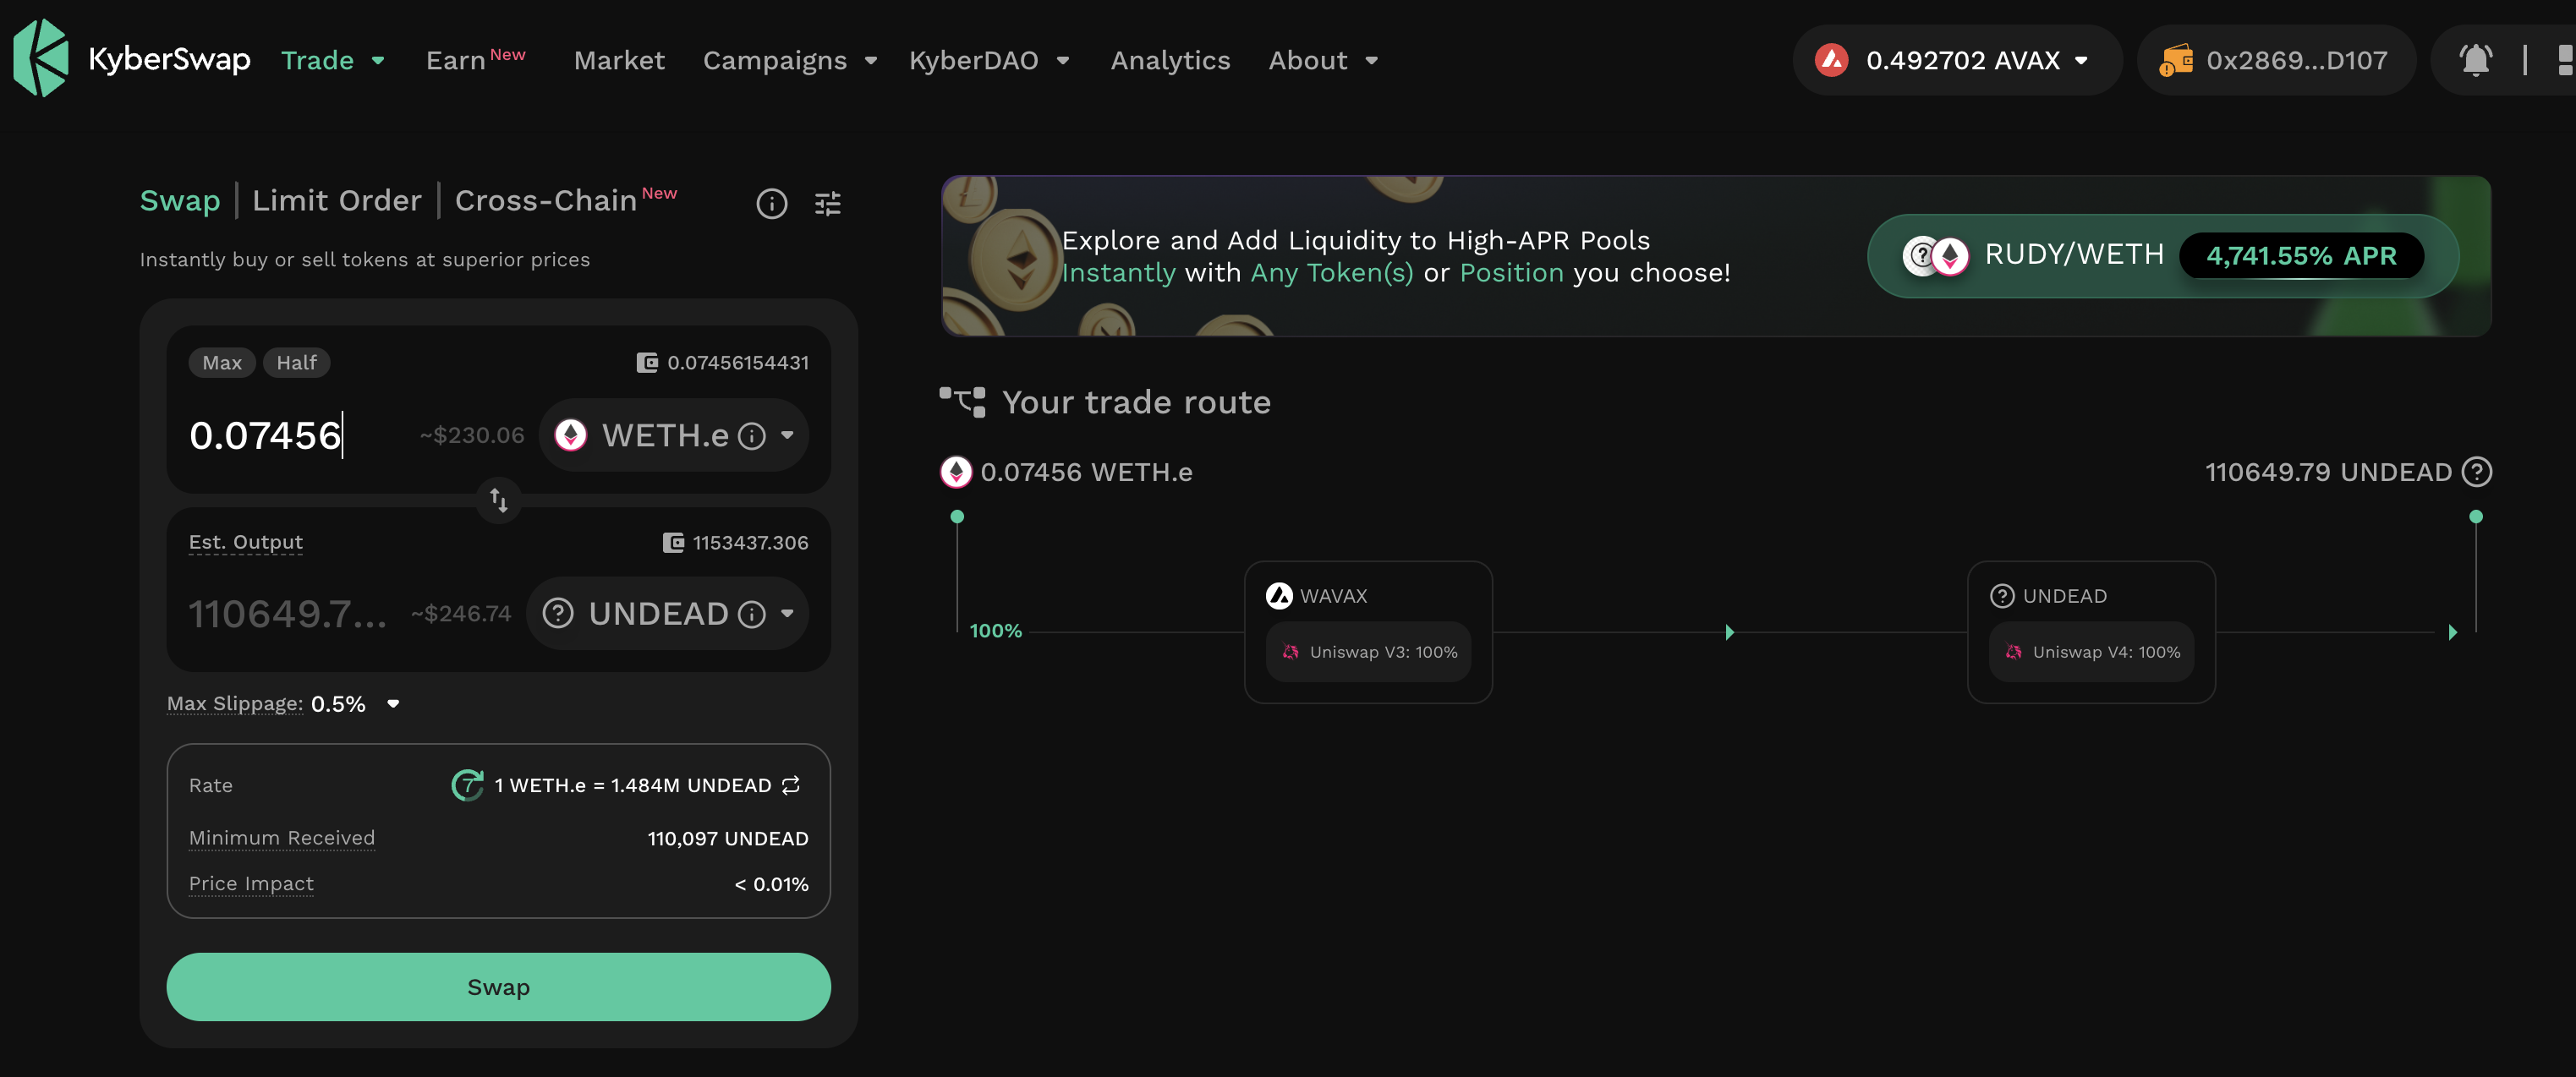 KyberSwap Trade Earn New Market Campaigns KyberDAO Analytics About 0.492702 AVAX 0x2869...D107
Swap | Limit Order | Cross-Chain New
Instantly buy or sell tokens at superior prices
Max Half 0.07456154431
0.07456 ~$230.06 WETH.e
Est. Output 1153437.306
110649.7... ~$246.74 UNDEAD
Max Slippage: 0.5%
Rate 7 1 WETH.e = 1.484M UNDEAD
Minimum Received 110,097 UNDEAD
Price Impact < 0.01%
Swap
Explore and Add Liquidity to High-APR Pools
Instantly with Any Token(s) or Position you choose!
RUDY/WETH 4,741.55% APR
Your trade route
0.07456 WETH.e 110649.79 UNDEAD
100%
WAVAX
Uniswap V3: 100%
UNDEAD
Uniswap V4: 100%